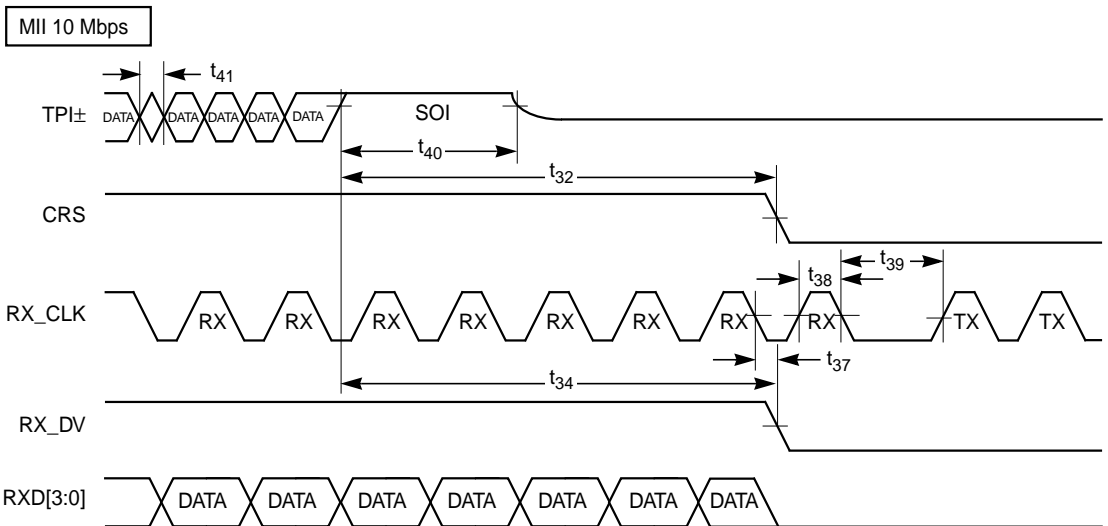 MII 10 Mbps
t41
TPI± DATA DATA DATA DATA DATA SOI
t40
t32
CRS
t38 t39
RX_CLK RX RX RX RX RX RX RX RX TX TX
t37
t34
RX_DV
RXD[3:0] DATA DATA DATA DATA DATA DATA DATA